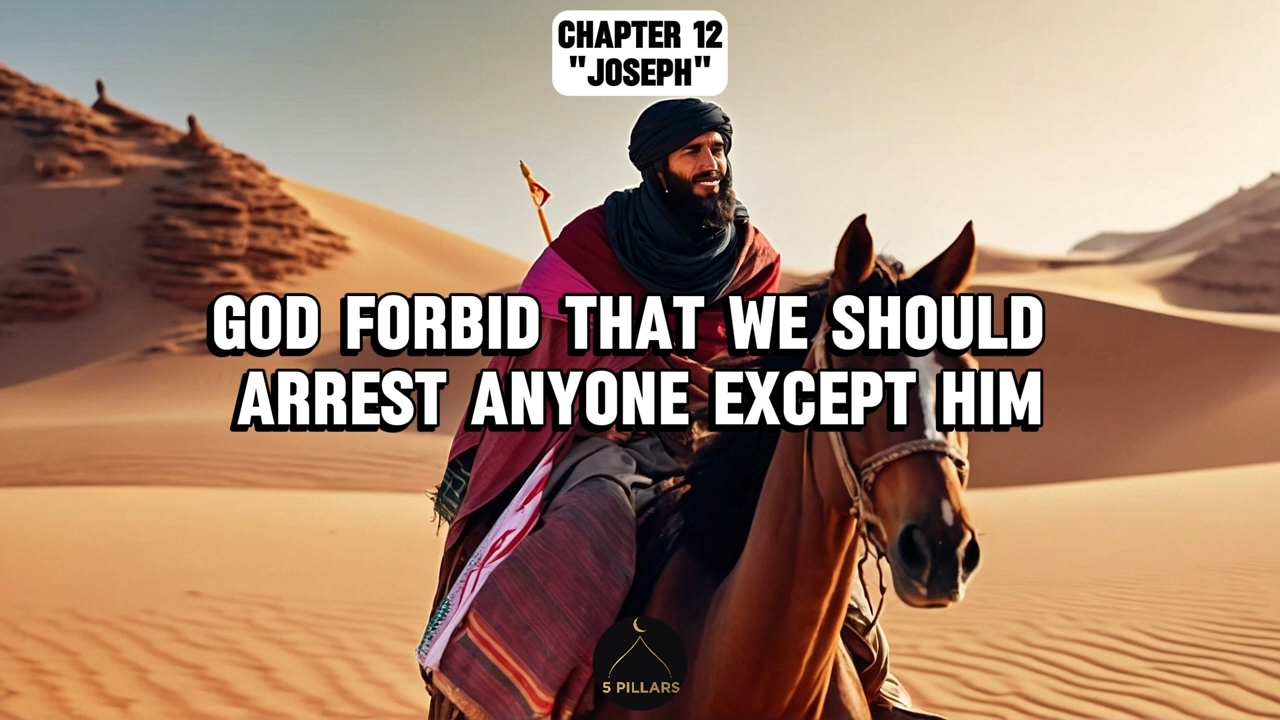 CHAPTER 12
"JOSEPH"
GOD FORBID THAT WE SHOULD
ARREST ANYONE EXCEPT HIM
5 PILLARS